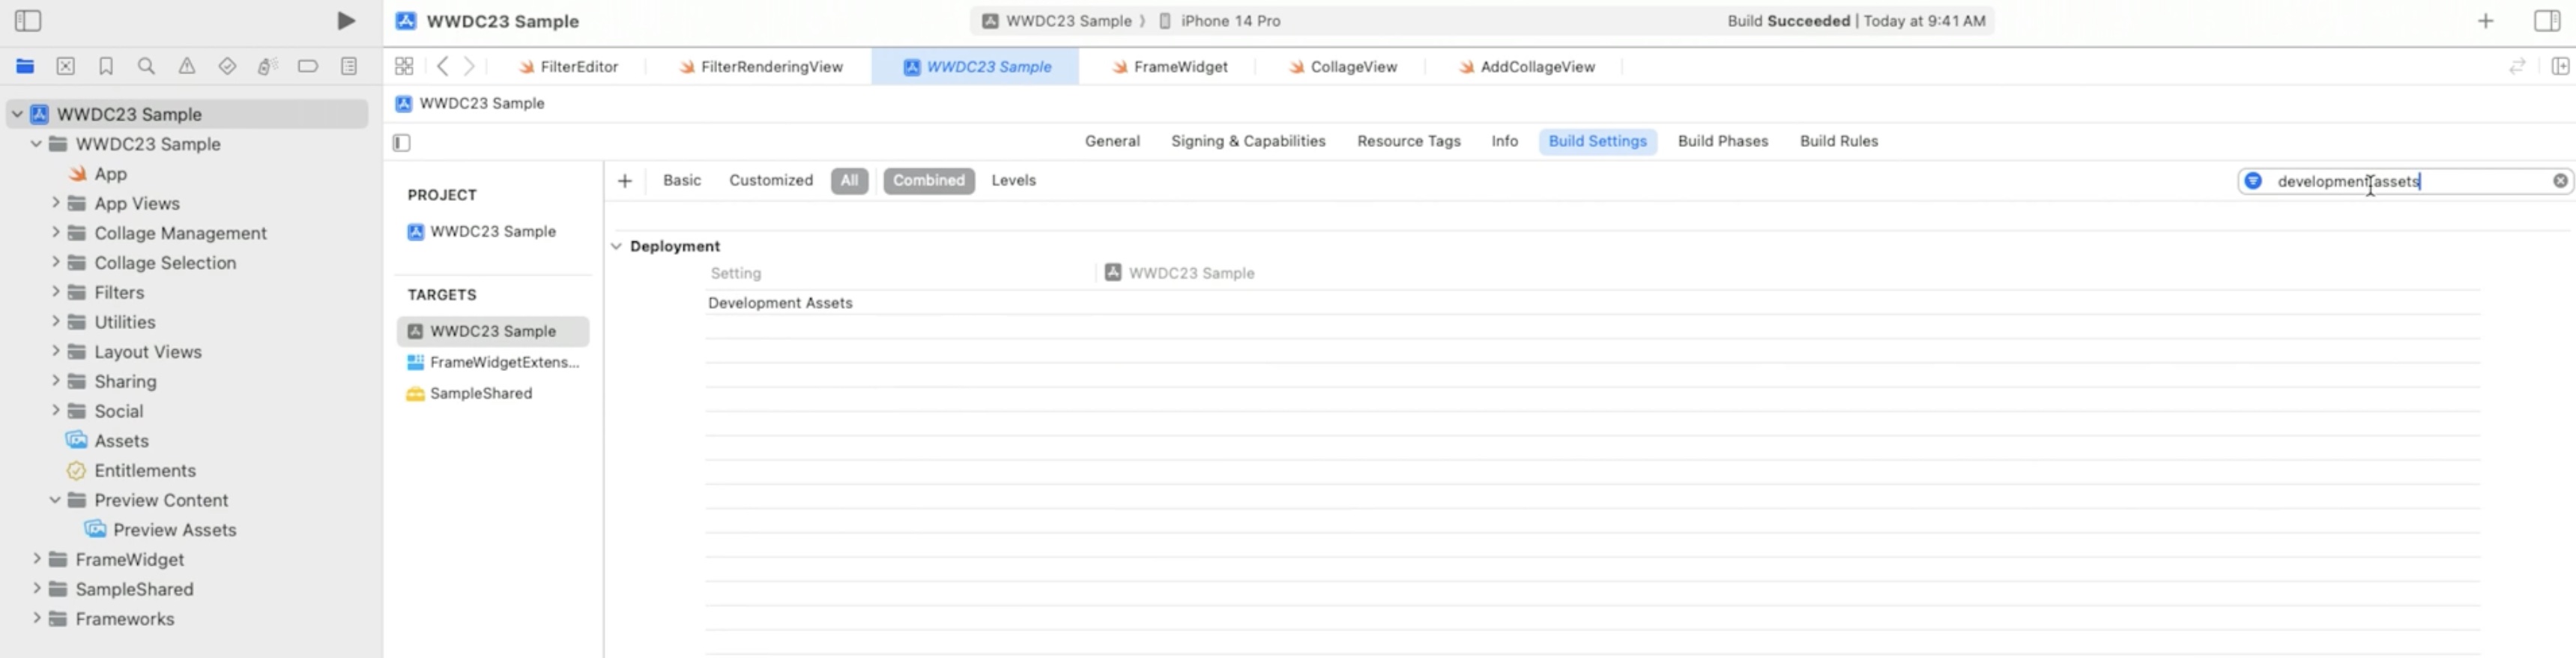 WWDC23 Sample
WWDC23 Sample 〉 iPhone 14 Pro
Build Succeeded | Today at 9:41 AM
FilterEditor
FilterRenderingView
WWDC23 Sample
FrameWidget
CollageView
AddCollageView
WWDC23 Sample
WWDC23 Sample
App
App Views
Collage Management
Collage Selection
Filters
Utilities
Layout Views
Sharing
Social
Assets
Entitlements
Preview Content
Preview Assets
FrameWidget
SampleShared
Frameworks
WWDC23 Sample
General
Signing & Capabilities
Resource Tags
Info
Build Settings
Build Phases
Build Rules
PROJECT
WWDC23 Sample
TARGETS
WWDC23 Sample
FrameWidgetExtens...
SampleShared
Basic
Customized
All
Combined
Levels
development assets
Deployment
Setting
WWDC23 Sample
Development Assets